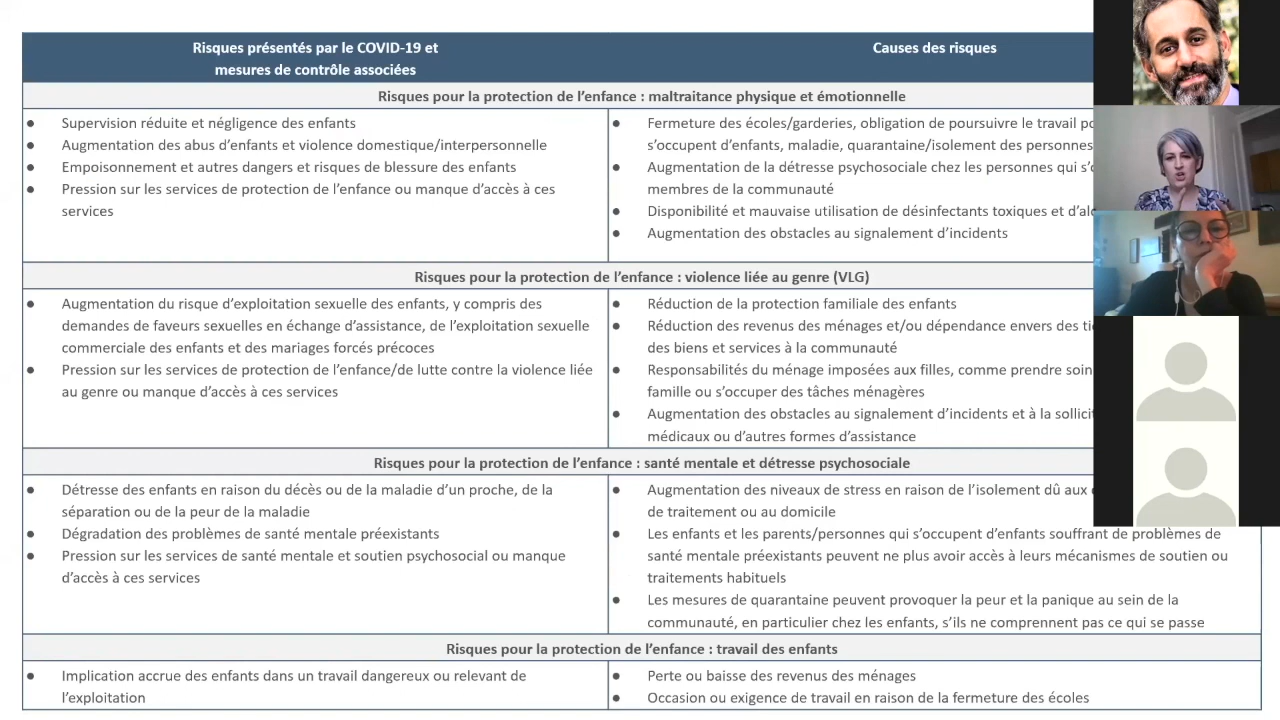 Risques présentés par le COVID-19 et
mesures de contrôle associées
Causes des risques
Risques pour la protection de l'enfance : maltraitance physique et émotionnelle
● Supervision réduite et négligence des enfants
● Augmentation des abus d'enfants et violence domestique/interpersonnelle
● Empoisonnement et autres dangers et risques de blessure des enfants
● Pression sur les services de protection de l'enfance ou manque d'accès à ces
services
● Fermeture des écoles/garderies, obligation de poursuivre le travail
s'occupent d'enfants, maladie, quarantaine/isolement des personnes
● Augmentation de la détresse psychosociale chez les personnes qui
membres de la communauté
● Disponibilité et mauvaise utilisation de désinfectants toxiques et
● Augmentation des obstacles au signalement d'incidents
Risques pour la protection de l'enfance : violence liée au genre (VLG)
● Augmentation du risque d'exploitation sexuelle des enfants, y compris des
demandes de faveurs sexuelles en échange d'assistance, de l'exploitation sexuelle
commerciale des enfants et des mariages forcés précoces
● Pression sur les services de protection de l'enfance/de lutte contre la violence liée
au genre ou manque d'accès à ces services
● Réduction de la protection familiale des enfants
● Réduction des revenus des ménages et/ou dépendance envers des
des biens et services à la communauté
● Responsabilités du ménage imposées aux filles, comme prendre soin
famille ou s'occuper des tâches ménagères
● Augmentation des obstacles au signalement d'incidents et à la
médicaux ou d'autres formes d'assistance
Risques pour la protection de l'enfance : santé mentale et détresse psychosociale
● Détresse des enfants en raison du décès ou de la maladie d'un proche, de la
séparation ou de la peur de la maladie
● Dégradation des problèmes de santé mentale préexistants
● Pression sur les services de santé mentale et soutien psychosocial ou manque
d'accès à ces services
● Augmentation des niveaux de stress en raison de l'isolement dû aux
de traitement ou au domicile
● Les enfants et les parents/personnes qui s'occupent d'enfants souffrant de problèmes de
santé mentale préexistants peuvent ne plus avoir accès à leurs mécanismes de soutien ou
traitements habituels
● Les mesures de quarantaine peuvent provoquer la peur et la panique au sein de la
communauté, en particulier chez les enfants, s'ils ne comprennent pas ce qui se passe
Risques pour la protection de l'enfance : travail des enfants
● Implication accrue des enfants dans un travail dangereux ou relevant de
l'exploitation
● Perte ou baisse des revenus des ménages
● Occasion ou exigence de travail en raison de la fermeture des écoles